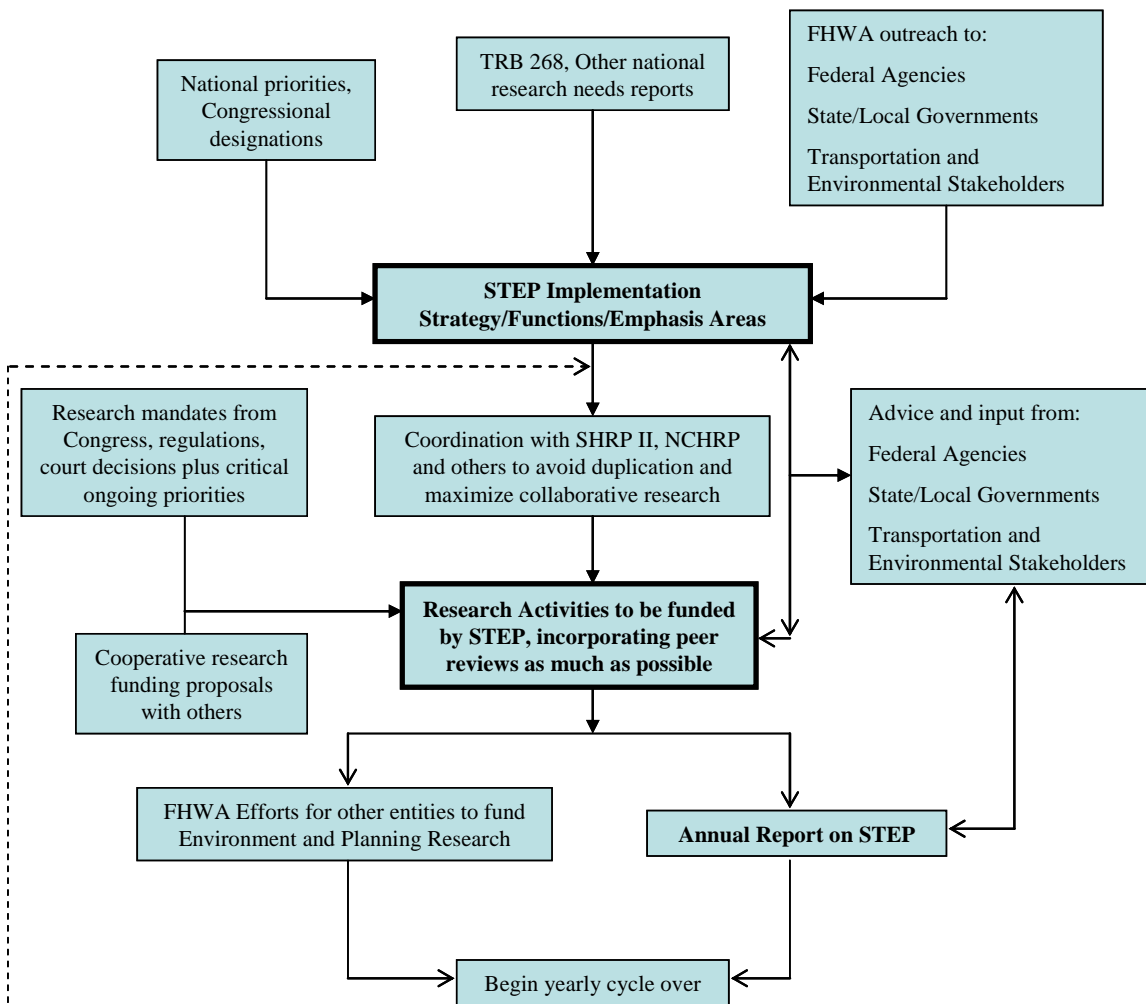 National priorities,
Congressional
designations
TRB 268, Other national
research needs reports
FHWA outreach to:
Federal Agencies
State/Local Governments
Transportation and
Environmental Stakeholders
STEP Implementation
Strategy/Functions/Emphasis Areas
Research mandates from
Congress, regulations,
court decisions plus critical
ongoing priorities
Coordination with SHRP II, NCHRP
and others to avoid duplication and
maximize collaborative research
Advice and input from:
Federal Agencies
State/Local Governments
Transportation and
Environmental Stakeholders
Research Activities to be funded
by STEP, incorporating peer
reviews as much as possible
Cooperative research
funding proposals
with others
FHWA Efforts for other entities to fund
Environment and Planning Research
Annual Report on STEP
Begin yearly cycle over